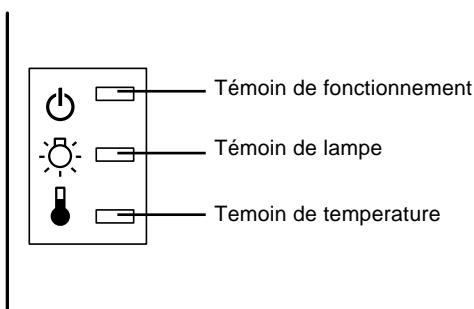 Témoin de fonctionnement
Témoin de lampe
Temoin de temperature